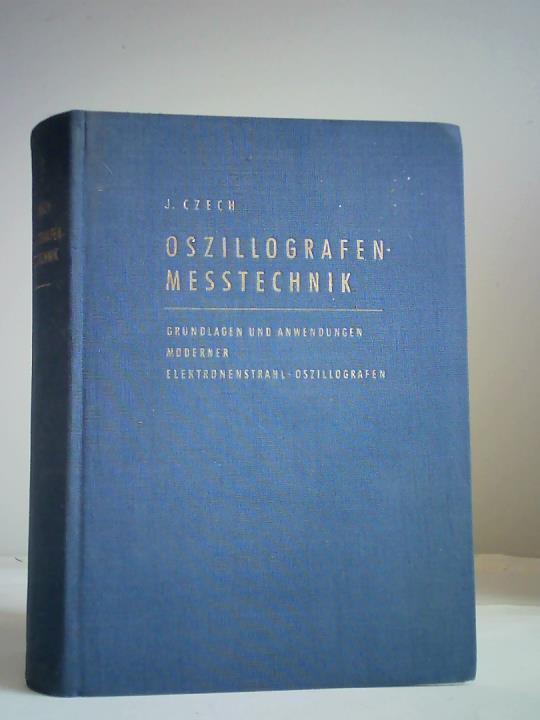 J. CZECH
OSZILLOGRAFEN-
MESSTECHNIK
GRUNDLAGEN UND ANWENDUNGEN
MODERNER
ELEKTRONENSTRAHL-OSZILLOGRAFEN